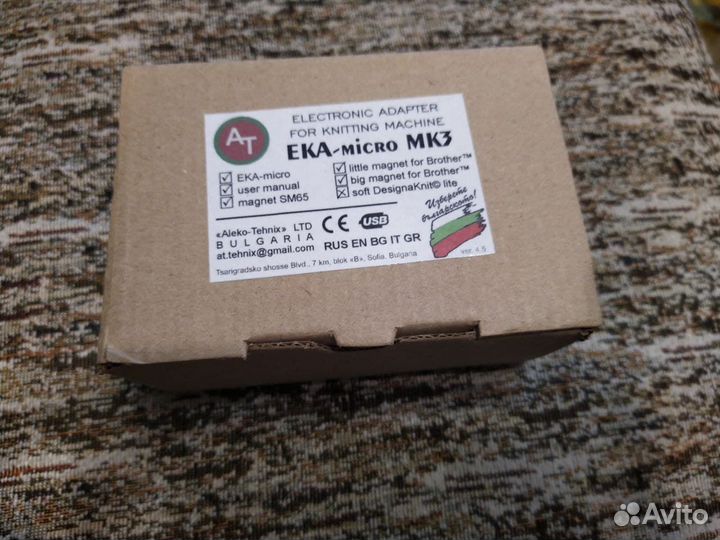 AT
ELECTRONIC ADAPTER
FOR KNITTING MACHINE
EKA-micro MK3
☑ EKA-micro
☑ user manual
☑ magnet SM65
☑ little magnet for Brother™
☑ big magnet for Brother™
☒ soft DesignaKnit© lite
«Aleko-Tehnix» LTD
BULGARIA
at.tehnix@gmail.com
CE USB
RUS EN BG IT GR
Изберете
българското!
Tsarigradsko shosse Blvd., 7 km, blok «B», Sofia, Bulgaria
ver. 4.5
Avito